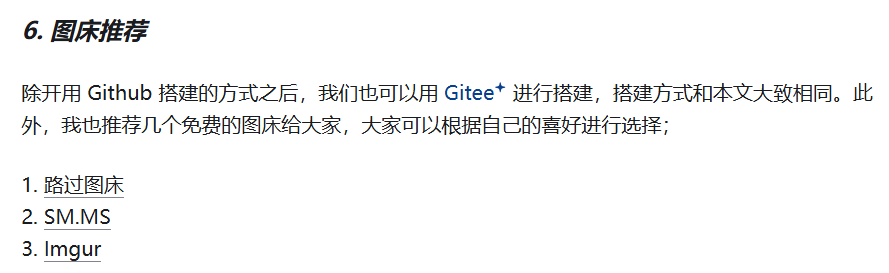 6. 图床推荐
除开用 Github 搭建的方式之后，我们也可以用 Gitee 进行搭建，搭建方式和本文大致相同。此
外，我也推荐几个免费的图床给大家，大家可以根据自己的喜好进行选择；
1. 路过图床
2. SM.MS
3. Imgur